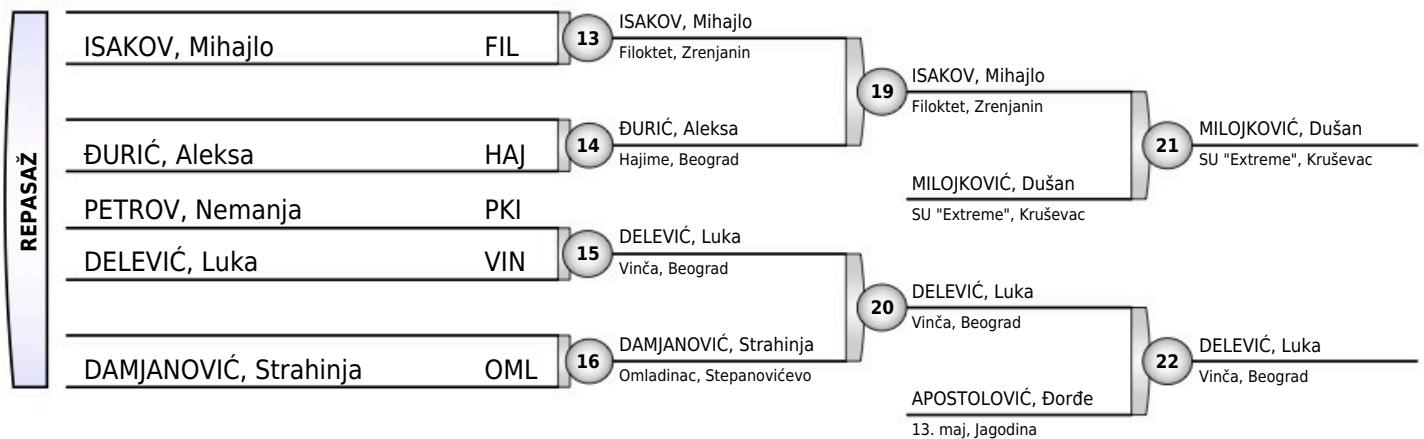 REPASAŽ
ISAKOV, Mihajlo FIL
ĐURIĆ, Aleksa HAJ
PETROV, Nemanja PKI
DELEVIĆ, Luka VIN
DAMJANOVIĆ, Strahinja OML
13
ISAKOV, Mihajlo
Filoktet, Zrenjanin
14
ĐURIĆ, Aleksa
Hajime, Beograd
15
DELEVIĆ, Luka
Vinča, Beograd
16
DAMJANOVIĆ, Strahinja
Omladinac, Stepanovićevo
19
ISAKOV, Mihajlo
Filoktet, Zrenjanin
MILOJKOVIĆ, Dušan
SU "Extreme", Kruševac
20
DELEVIĆ, Luka
Vinča, Beograd
APOSTOLOVIĆ, Đorđe
13. maj, Jagodina
21
MILOJKOVIĆ, Dušan
SU "Extreme", Kruševac
22
DELEVIĆ, Luka
Vinča, Beograd